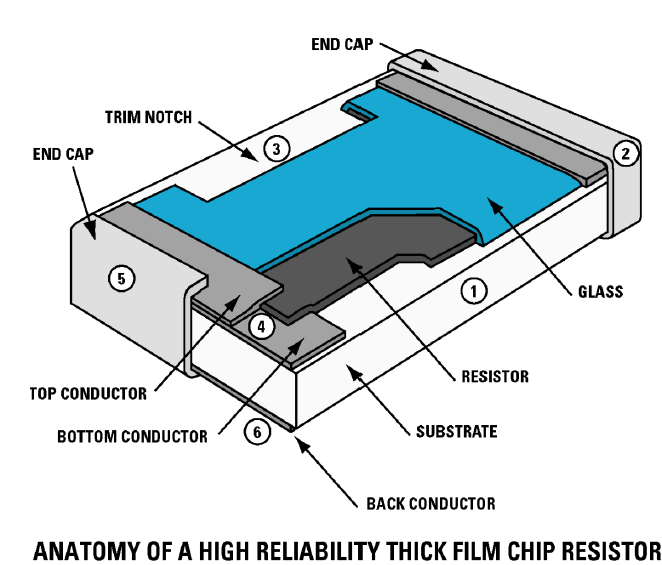 END CAP
TRIM NOTCH
3
2
END CAP
5
1
GLASS
4
RESISTOR
TOP CONDUCTOR
BOTTOM CONDUCTOR
6
SUBSTRATE
BACK CONDUCTOR
ANATOMY OF A HIGH RELIABILITY THICK FILM CHIP RESISTOR